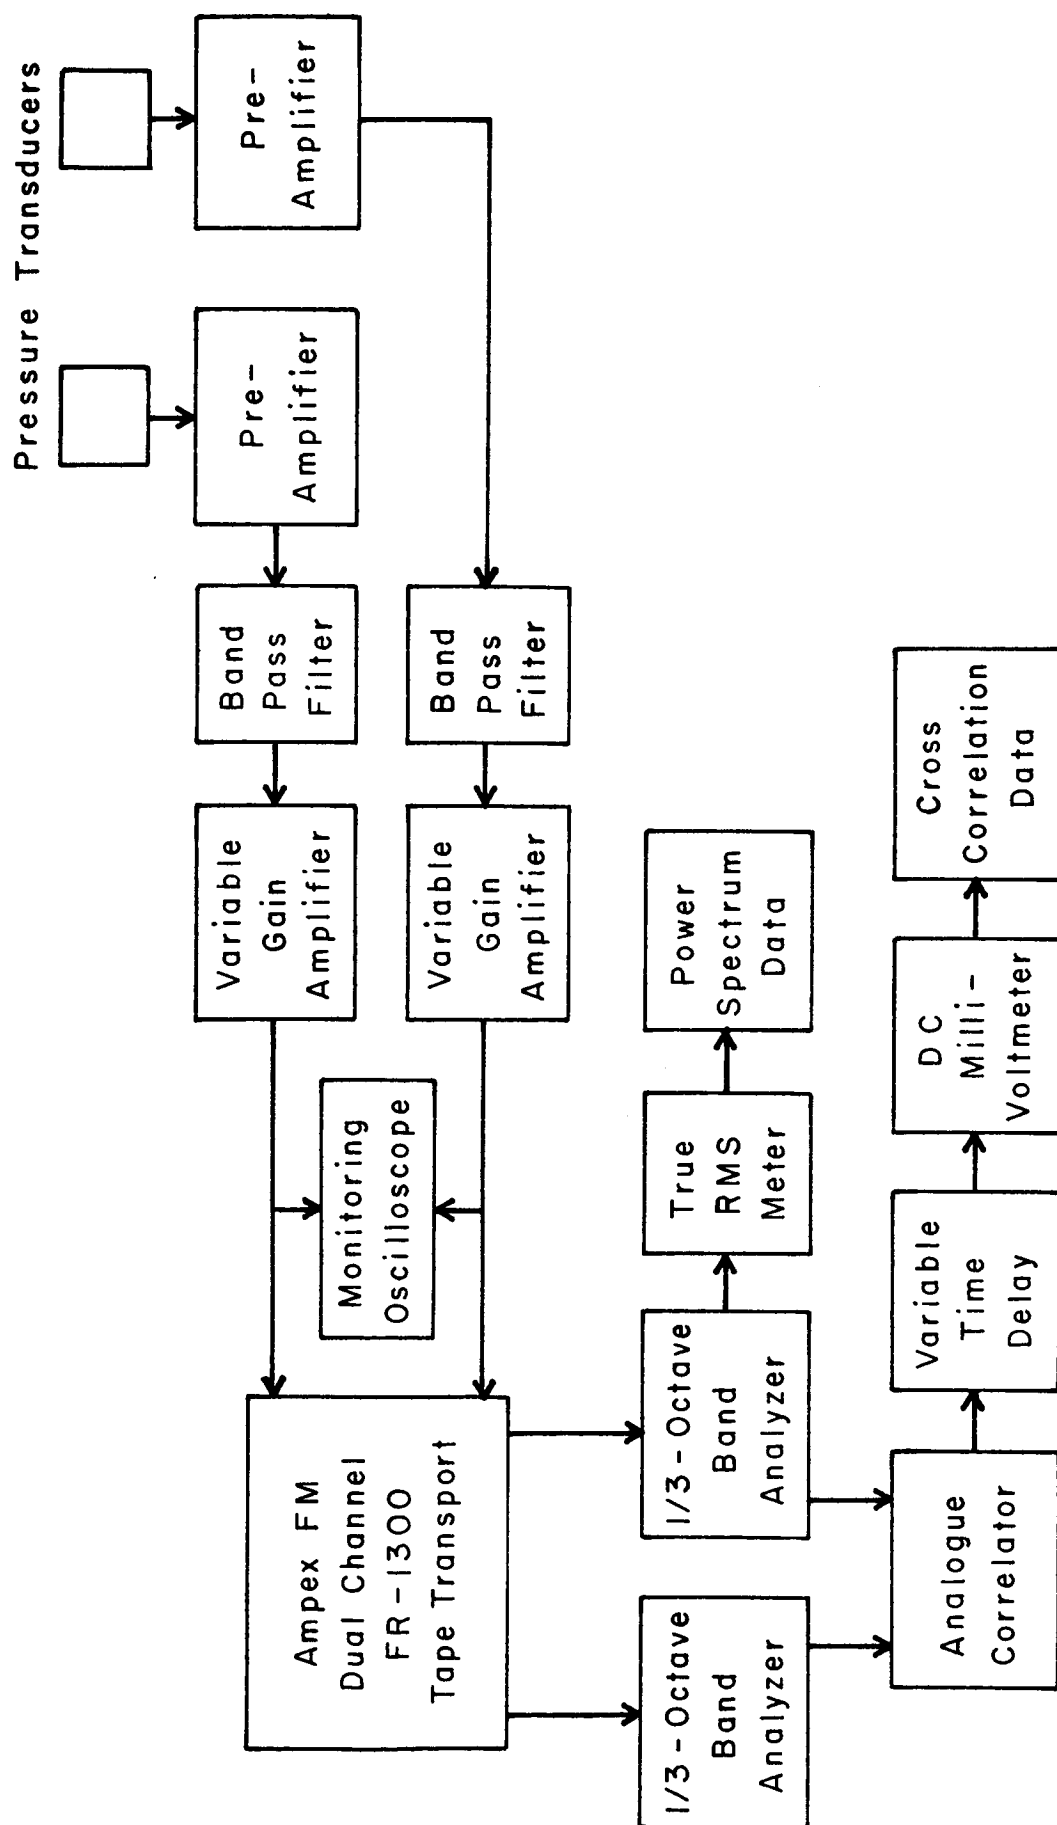 Pressure Transducers
Pre-
Amplifier
Pre-
Amplifier
Band
Pass
Filter
Band
Pass
Filter
Variable
Gain
Amplifier
Variable
Gain
Amplifier
Monitoring
Oscilloscope
Ampex FM
Dual Channel
FR-1300
Tape Transport
1/3-Octave
Band
Analyzer
1/3-Octave
Band
Analyzer
True
RMS
Meter
Power
Spectrum
Data
Analogue
Correlator
Variable
Time
Delay
DC
Milli-
Voltmeter
Cross
Correlation
Data